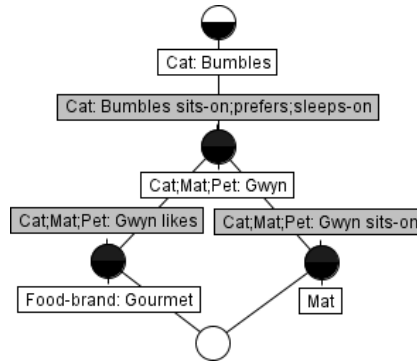 Cat: Bumbles
Cat: Bumbles sits-on;prefers;sleeps-on
Cat;Mat;Pet: Gwyn
Cat;Mat;Pet: Gwyn likes
Cat;Mat;Pet: Gwyn sits-on
Food-brand: Gourmet
Mat